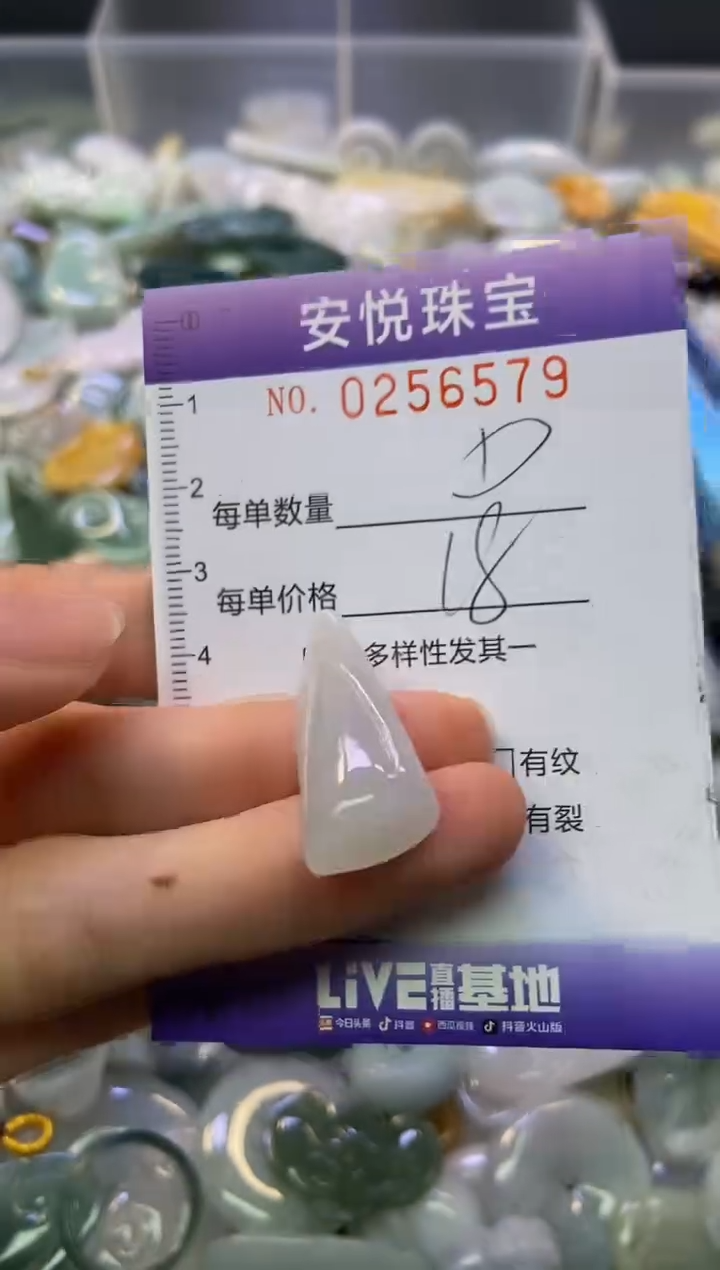 安悦珠宝
NO. 0256579
1
2
每单数量 D
3
每单价格 18
4
多样性发其一
有纹
有裂
LiVE直播基地
今日头条 抖音 西瓜视频 抖音火山版